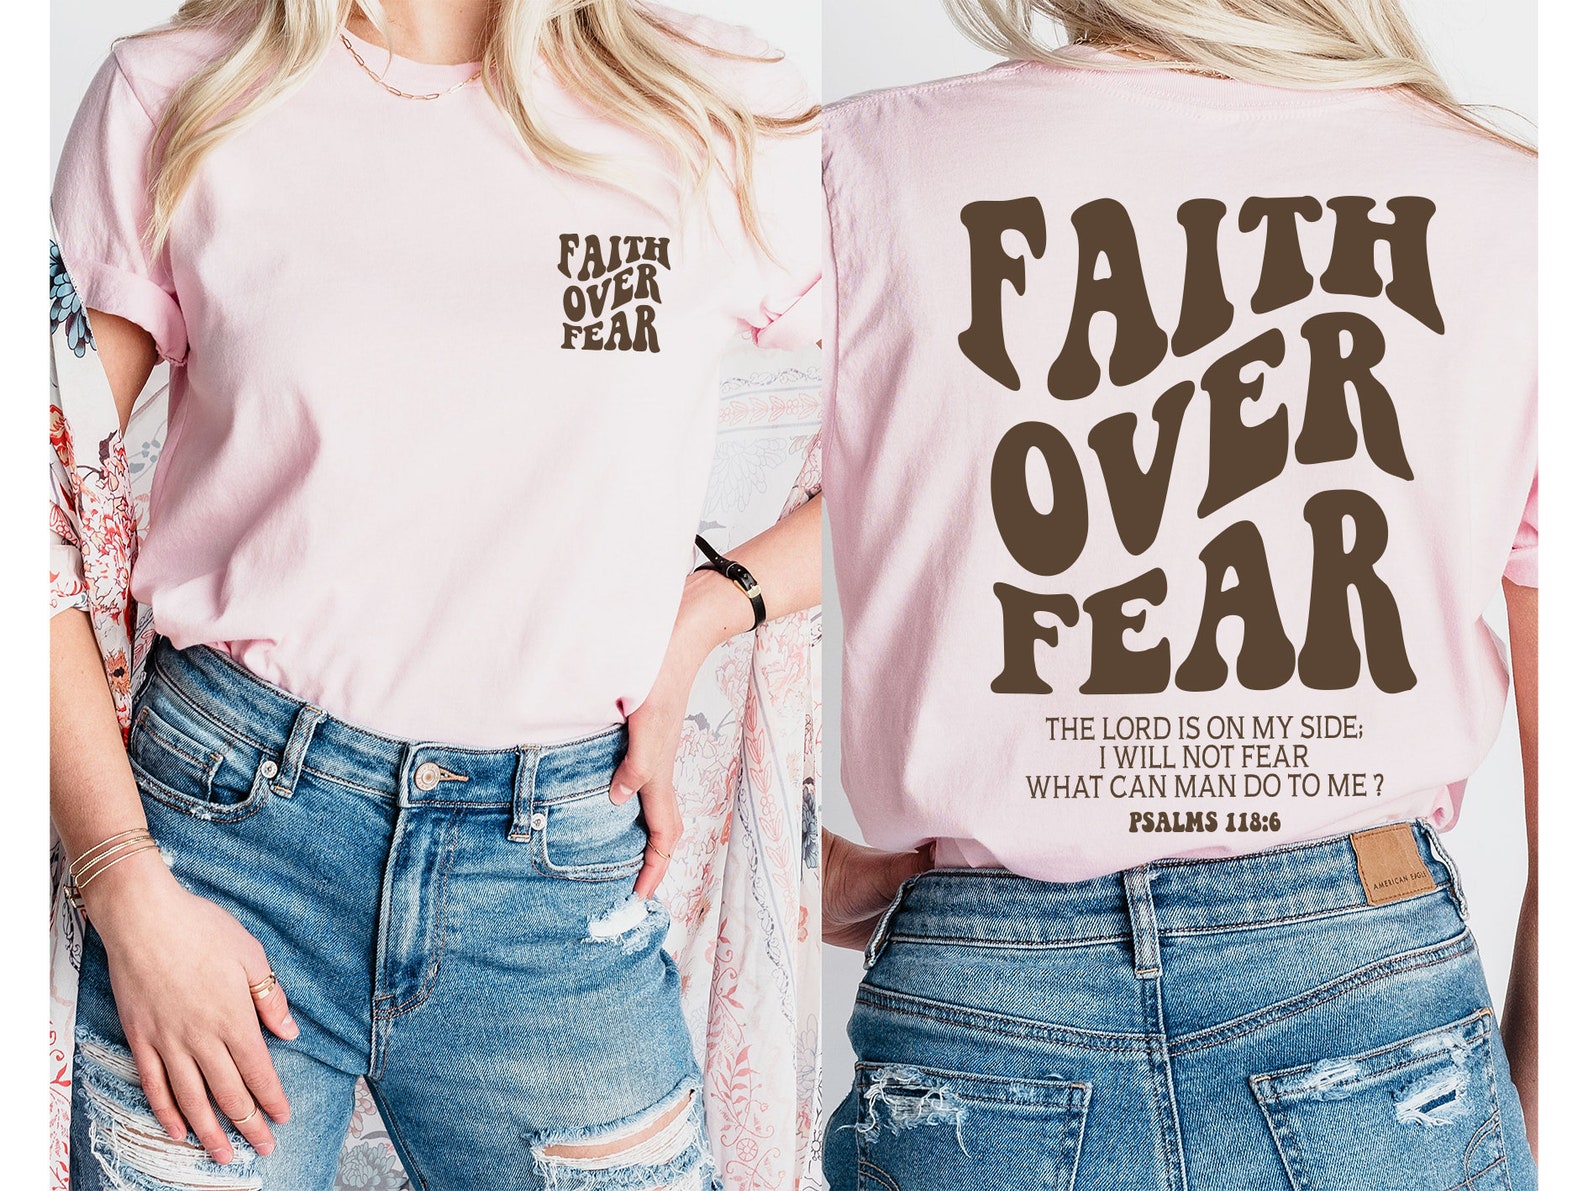 FAITH
OVER
FEAR
FAITH
OVER
FEAR
THE LORD IS ON MY SIDE;
I WILL NOT FEAR
WHAT CAN MAN DO TO ME ?
PSALMS 118:6
AMERICAN EAGLE